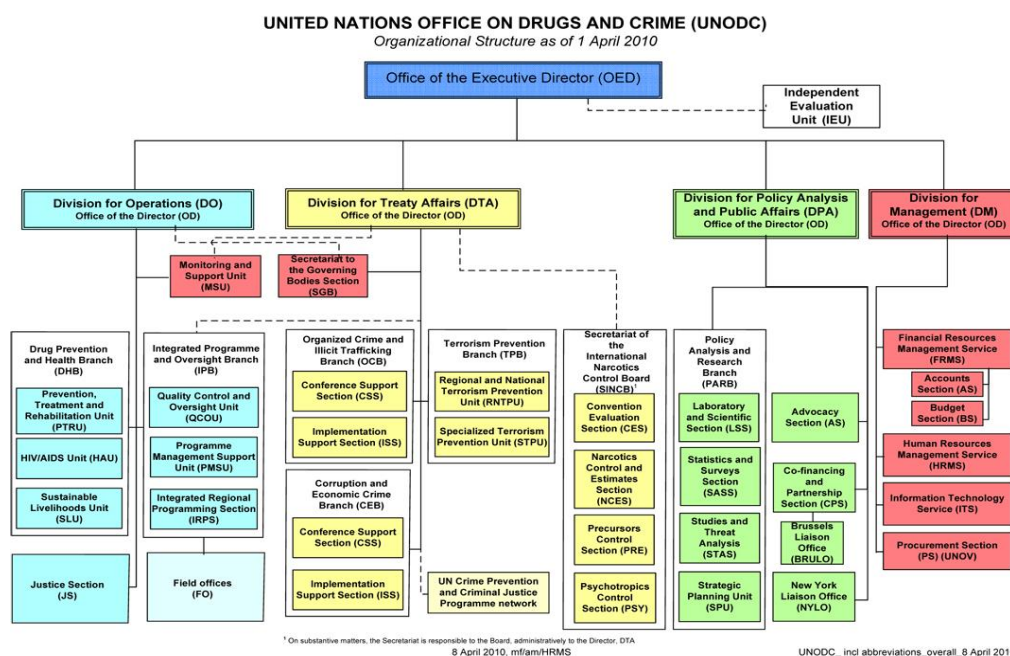 UNITED NATIONS OFFICE ON DRUGS AND CRIME (UNODC)
Organizational Structure as of 1 April 2010
Office of the Executive Director (OED)
Independent
Evaluation
Unit (IEU)
Division for Operations (DO)
Office of the Director (OD)
Division for Treaty Affairs (DTA)
Office of the Director (OD)
Division for Policy Analysis
and Public Affairs (DPA)
Office of the Director (OD)
Division for
Management (DM)
Office of the Director (OD)
Monitoring and
Support Unit
(MSU)
Secretariat to
the Governing
Bodies Section
(SGB)
Drug Prevention
and Health Branch
(DHB)
Prevention,
Treatment and
Rehabilitation Unit
(PTRU)
HIV/AIDS Unit (HAU)
Sustainable
Livelihoods Unit
(SLU)
Justice Section
(JS)
Integrated Programme
and Oversight Branch
(IPB)
Quality Control and
Oversight Unit
(QCOU)
Programme
Management Support
Unit (PMSU)
Integrated Regional
Programming Section
(IRPS)
Field offices
(FO)
Organized Crime and
Illicit Trafficking
Branch (OCB)
Conference Support
Section (CSS)
Implementation
Support Section (ISS)
Corruption and
Economic Crime
Branch (CEB)
Conference Support
Section (CSS)
Implementation
Support Section (ISS)
Terrorism Prevention
Branch (TPB)
Regional and National
Terrorism Prevention
Unit (RNTPU)
Specialized Terrorism
Prevention Unit (STPU)
UN Crime Prevention
and Criminal Justice
Programme network
Secretariat of
the International
Narcotics
Control Board
(SINCB)¹
Convention
Evaluation
Section (CES)
Narcotics
Control and
Estimates
Section
(NCES)
Precursors
Control
Section (PRE)
Psychotropics
Control
Section (PSY)
Policy
Analysis and
Research
Branch
(PARB)
Laboratory
and Scientific
Section (LSS)
Statistics and
Surveys
Section
(SASS)
Studies and
Threat
Analysis
(STAS)
Strategic
Planning Unit
(SPU)
Advocacy
Section (AS)
Co-financing
and
Partnership
Section (CPS)
Brussels
Liaison
Office
(BRULO)
New York
Liaison Office
(NYLO)
Financial Resources
Management Service
(FRMS)
Accounts
Section (AS)
Budget
Section (BS)
Human Resources
Management Service
(HRMS)
Information Technology
Service (ITS)
Procurement Section
(PS) (UNOV)
¹ On substantive matters, the Secretariat is responsible to the Board, administratively to the Director, DTA
8 April 2010, mf/am/HRMS
UNODC_ incl abbreviations_overall_8 April 201